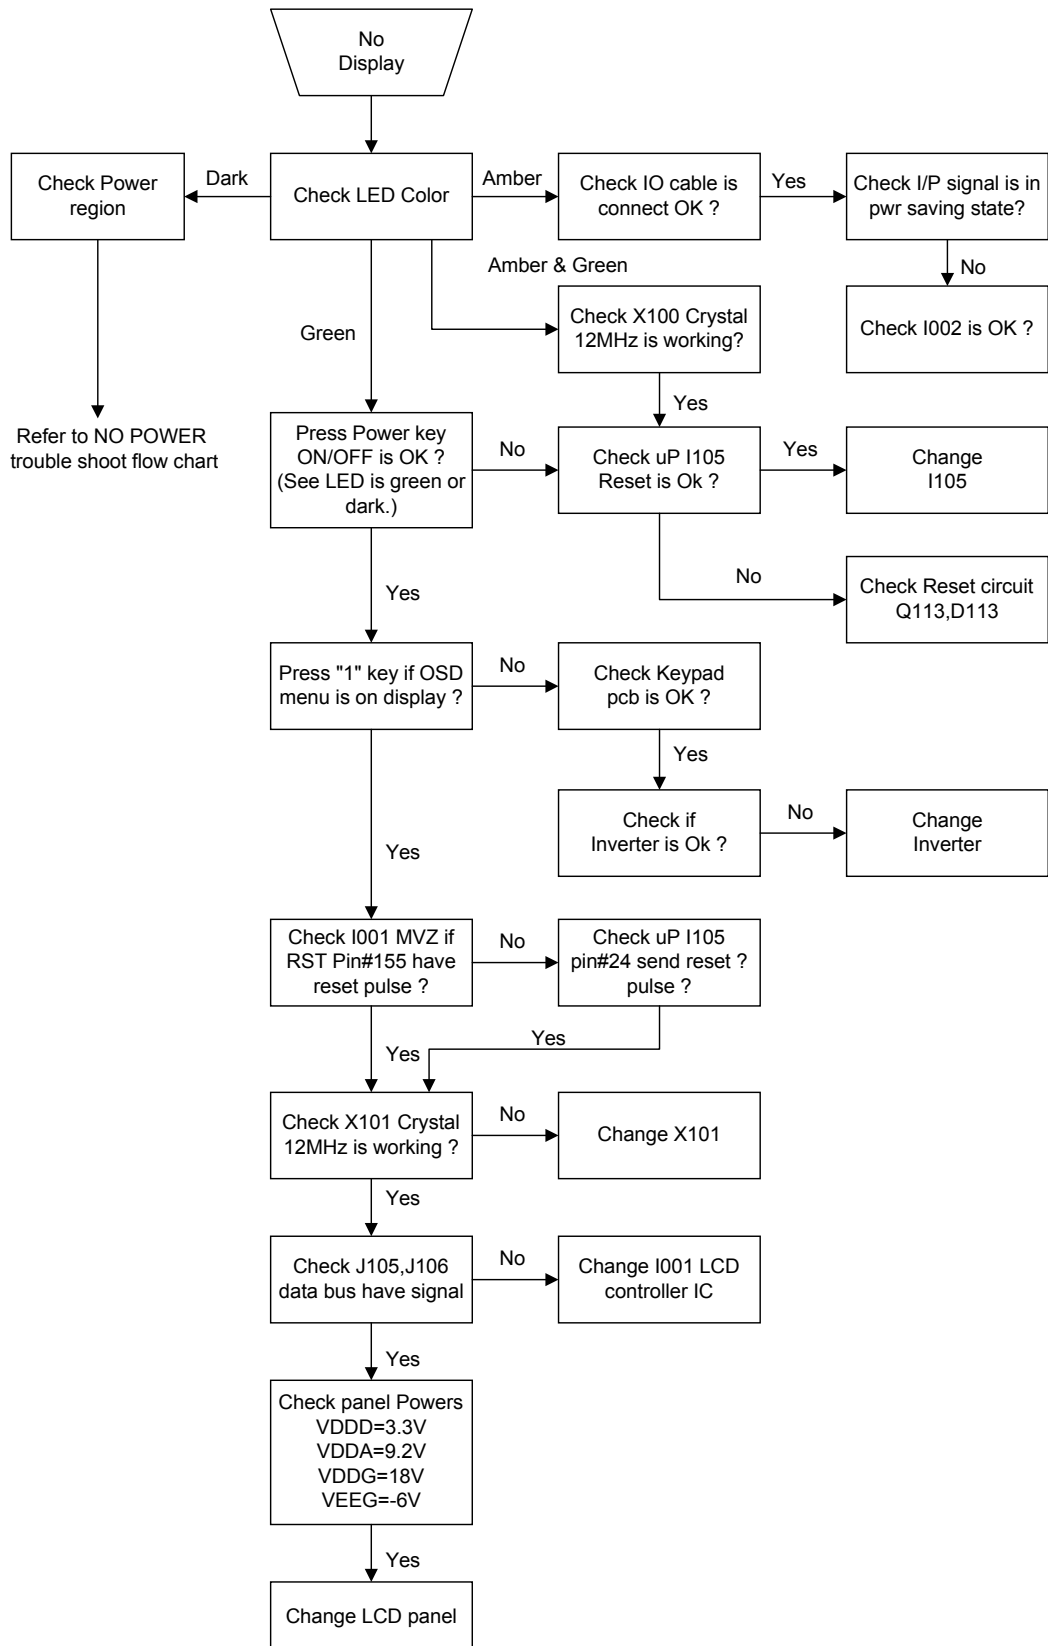 No
Display
Check Power
region
Dark
Check LED Color
Amber
Check IO cable is
connect OK ?
Yes
Check I/P signal is in
pwr saving state?
Amber & Green
No
Green
Check X100 Crystal
12MHz is working?
Check I002 is OK ?
Yes
Refer to NO POWER
trouble shoot flow chart
Press Power key
ON/OFF is OK ?
(See LED is green or
dark.)
No
Check uP I105
Reset is Ok ?
Yes
Change
I105
Yes
No
Check Reset circuit
Q113,D113
Press "1" key if OSD
menu is on display ?
No
Check Keypad
pcb is OK ?
Yes
Yes
Check if
Inverter is Ok ?
No
Change
Inverter
Check I001 MVZ if
RST Pin#155 have
reset pulse ?
No
Check uP I105
pin#24 send reset ?
pulse ?
Yes
Yes
Check X101 Crystal
12MHz is working ?
No
Change X101
Yes
Check J105,J106
data bus have signal
No
Change I001 LCD
controller IC
Yes
Check panel Powers
VDDD=3.3V
VDDA=9.2V
VDDG=18V
VEEG=-6V
Yes
Change LCD panel